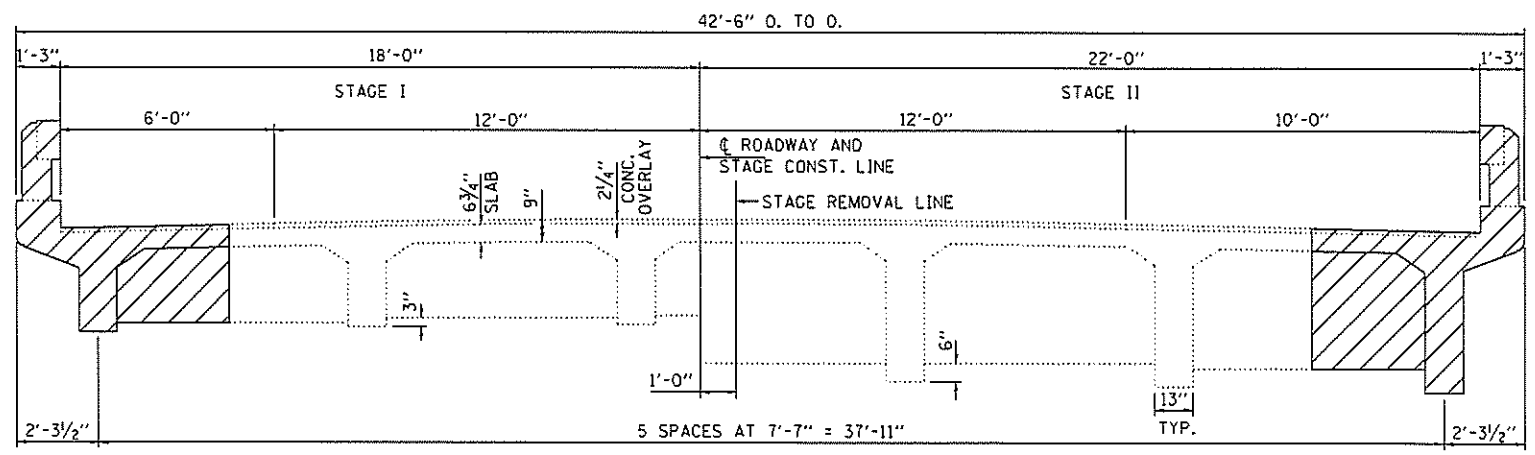 42'-6" O. TO O.
1'-3"
18'-0"
22'-0"
1'-3"
STAGE I
STAGE II
6'-0"
12'-0"
12'-0"
10'-0"
℄ ROADWAY AND
STAGE CONST. LINE
STAGE REMOVAL LINE
6¾"
SLAB
9"
2¼"
CONC.
OVERLAY
3"
6"
1'-0"
13"
TYP.
2'-3½"
5 SPACES AT 7'-7" = 37'-11"
2'-3½"